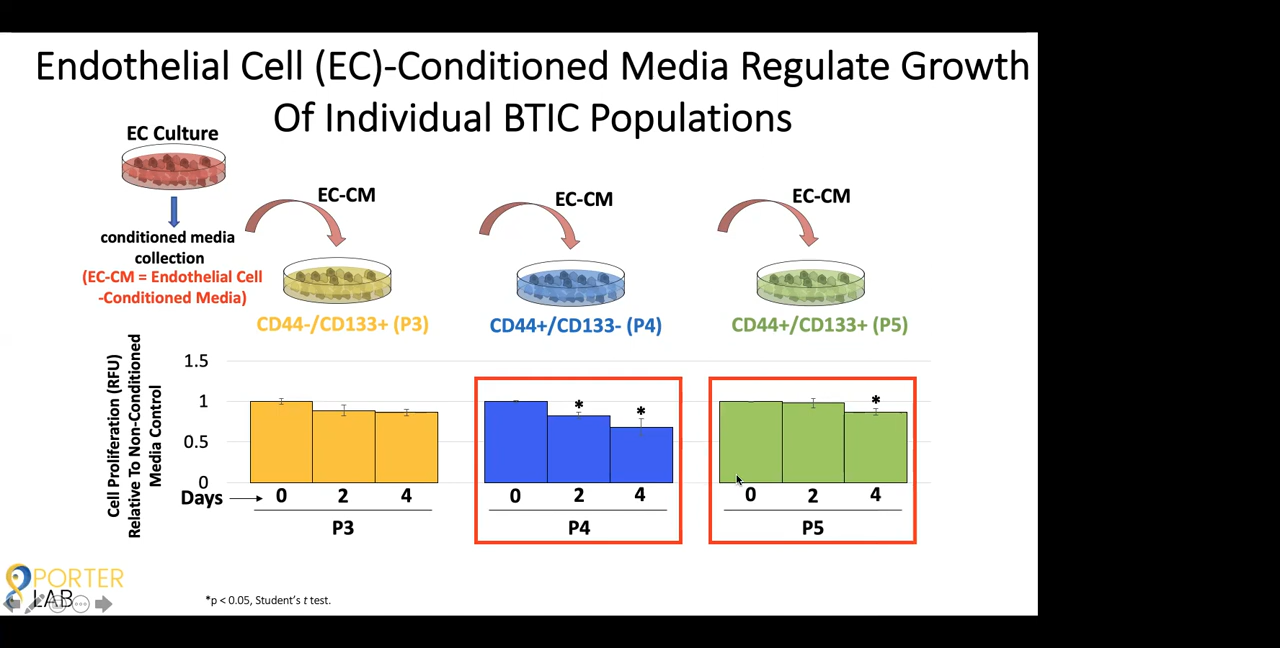 Endothelial Cell (EC)-Conditioned Media Regulate Growth
Of Individual BTIC Populations
EC Culture
conditioned media
collection
(EC-CM = Endothelial Cell
-Conditioned Media)
EC-CM
EC-CM
EC-CM
CD44-/CD133+ (P3)
CD44+/CD133- (P4)
CD44+/CD133+ (P5)
Cell Proliferation (RFU)
Relative To Non-Conditioned
Media Control
1.5
1
0.5
0
* *
*
Days
0 2 4
0 2 4
0 2 4
P3
P4
P5
PORTER
LAB
*p < 0.05, Student's t test.